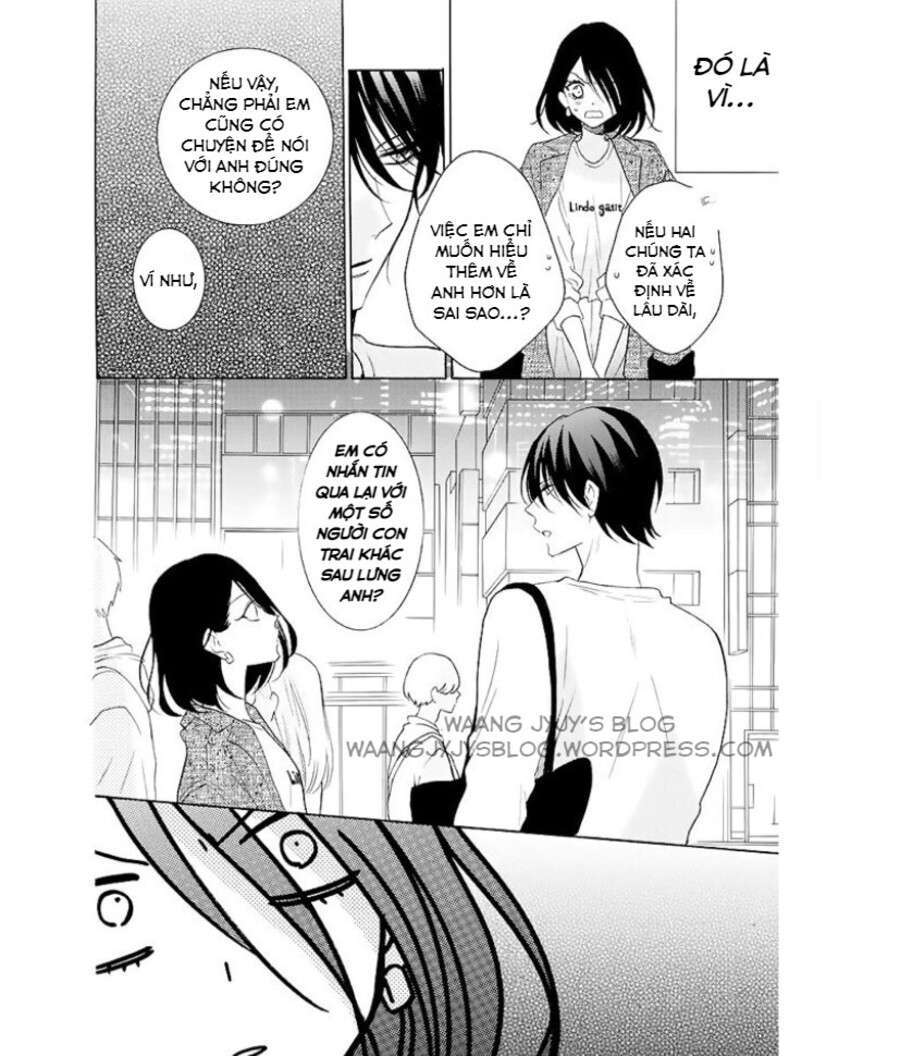 ĐÓ LÀ
VÌ...
NẾU HAI
CHÚNG TA
ĐÃ XÁC
ĐỊNH VỀ
LÂU DÀI,
Lindo gatit
VIỆC EM CHỈ
MUỐN HIỂU
THÊM VỀ
ANH HƠN LÀ
SAI SAO...?
NẾU VẬY,
CHẲNG PHẢI EM
CŨNG CÓ
CHUYỆN ĐỂ NÓI
VỚI ANH ĐÚNG
KHÔNG?
VÍ NHƯ,
EM CÓ
NHẮN TIN
QUA LẠI VỚI
MỘT SỐ
NGƯỜI CON
TRAI KHÁC
SAU LƯNG
ANH?
WAANG JYJY'S BLOG
WAANGJYJYSBLOG.WORDPRESS.COM